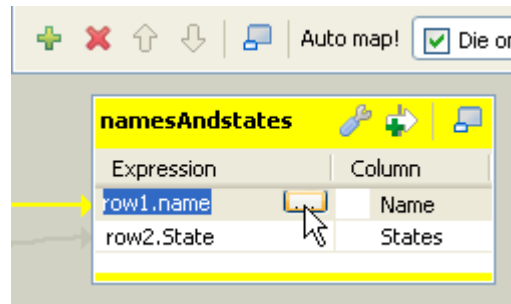 Auto map! Die or
namesAndstates
Expression Column
row1.name ... Name
row2.State States